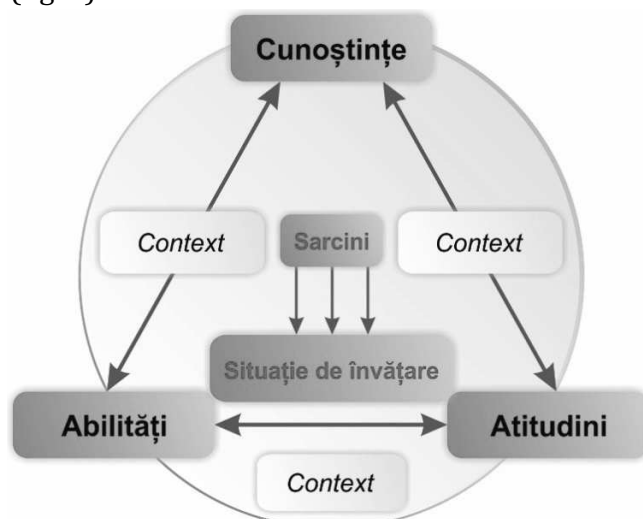 Cunoștințe
Context
Sarcini
Context
Situație de învățare
Abilități
Atitudini
Context